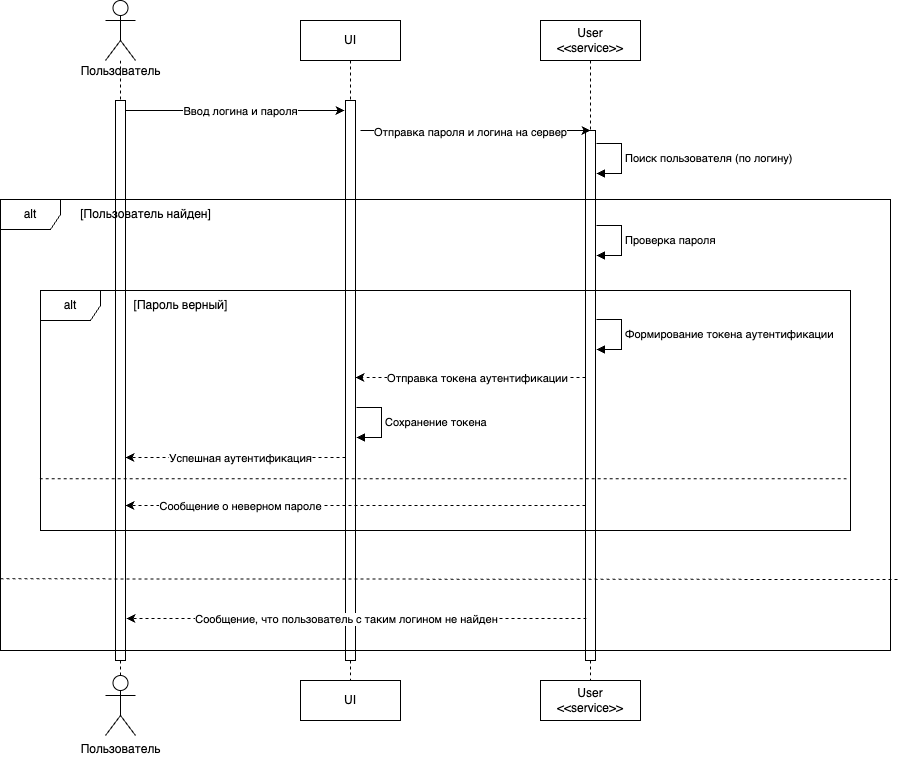 Пользователь
UI
User
<<service>>
Ввод логина и пароля
Отправка пароля и логина на сервер
Поиск пользователя (по логину)
alt
[Пользователь найден]
Проверка пароля
alt
[Пароль верный]
Формирование токена аутентификации
Отправка токена аутентификации
Сохранение токена
Успешная аутентификация
Сообщение о неверном пароле
Сообщение, что пользователь с таким логином не найден
UI
User
<<service>>
Пользователь